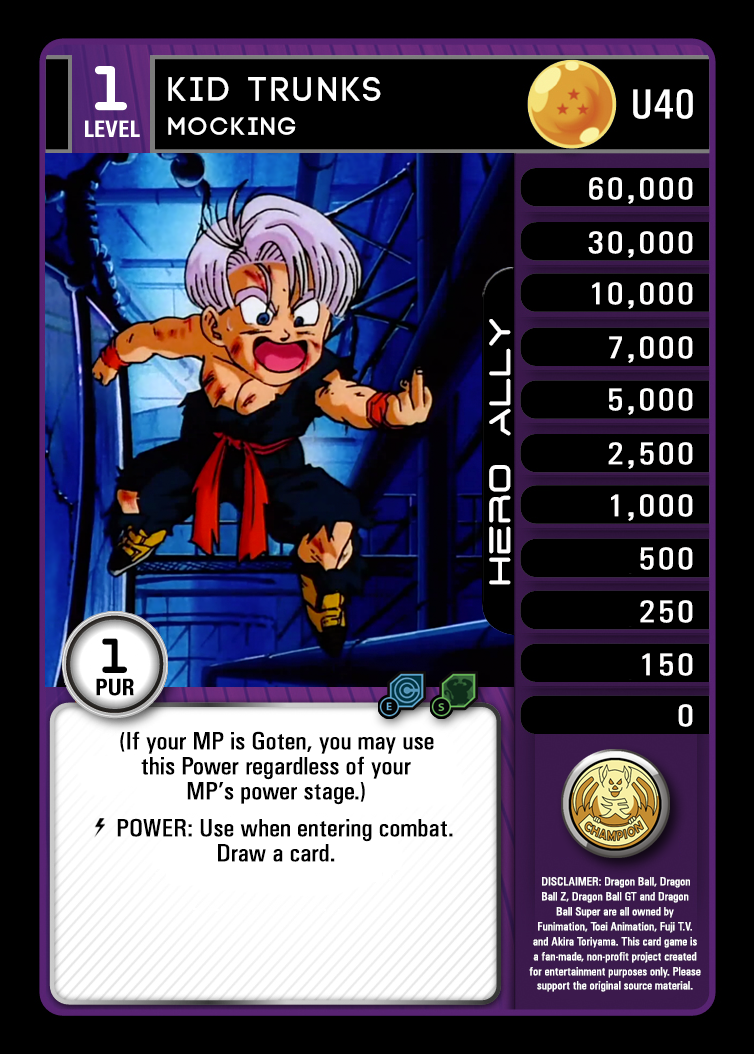 1
LEVEL
KID TRUNKS
MOCKING
U40
60,000
30,000
10,000
7,000
5,000
2,500
1,000
500
250
150
0
HERO ALLY
1
PUR
E
S
(If your MP is Goten, you may use
this Power regardless of your
MP's power stage.)
POWER: Use when entering combat.
Draw a card.
CHAMPION
DISCLAIMER: Dragon Ball, Dragon
Ball Z, Dragon Ball GT and Dragon
Ball Super are all owned by
Funimation, Toei Animation, Fuji T.V.
and Akira Toriyama. This card game is
a fan-made, non-profit project created
for entertainment purposes only. Please
support the original source material.